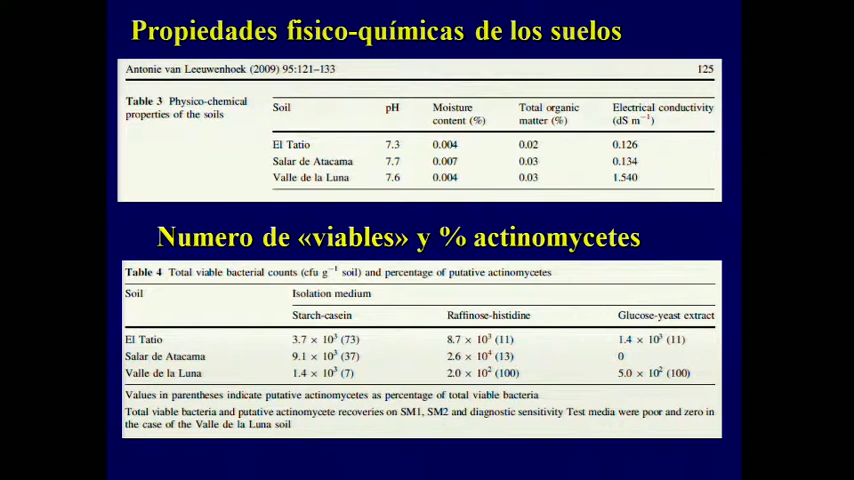 Propiedades fisico-químicas de los suelos
Antonie van Leeuwenhoek (2009) 95:121–133 125
Table 3 Physico-chemical properties of the soils
Soil pH Moisture content (%) Total organic matter (%) Electrical conductivity (dS m⁻¹)
El Tatio 7.3 0.004 0.02 0.126
Salar de Atacama 7.7 0.007 0.03 0.134
Valle de la Luna 7.6 0.004 0.03 1.540
Numero de «viables» y % actinomycetes
Table 4 Total viable bacterial counts (cfu g⁻¹ soil) and percentage of putative actinomycetes
Soil Isolation medium
Starch-casein Raffinose-histidine Glucose-yeast extract
El Tatio 3.7 × 10³ (73) 8.7 × 10³ (11) 1.4 × 10³ (11)
Salar de Atacama 9.1 × 10³ (37) 2.6 × 10⁴ (13) 0
Valle de la Luna 1.4 × 10³ (7) 2.0 × 10² (100) 5.0 × 10² (100)
Values in parentheses indicate putative actinomycetes as percentage of total viable bacteria
Total viable bacteria and putative actinomycete recoveries on SM1, SM2 and diagnostic sensitivity Test media were poor and zero in
the case of the Valle de la Luna soil